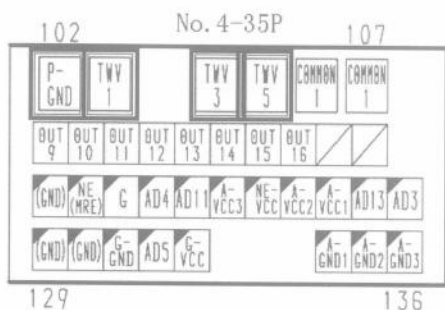 No. 4-35P
102 107
P-GND TWV 1 TWV 3 TWV 5 COMMON 1 COMMON 1
OUT 9 OUT 10 OUT 11 OUT 12 OUT 13 OUT 14 OUT 15 OUT 16
(GND) NE (MRE) G AD4 AD11 A-VCC3 NE-VCC A-VCC2 A-VCC1 AD13 AD3
(GND) (GND) G-GND AD5 G-VCC A-GND1 A-GND2 A-GND3
129 136